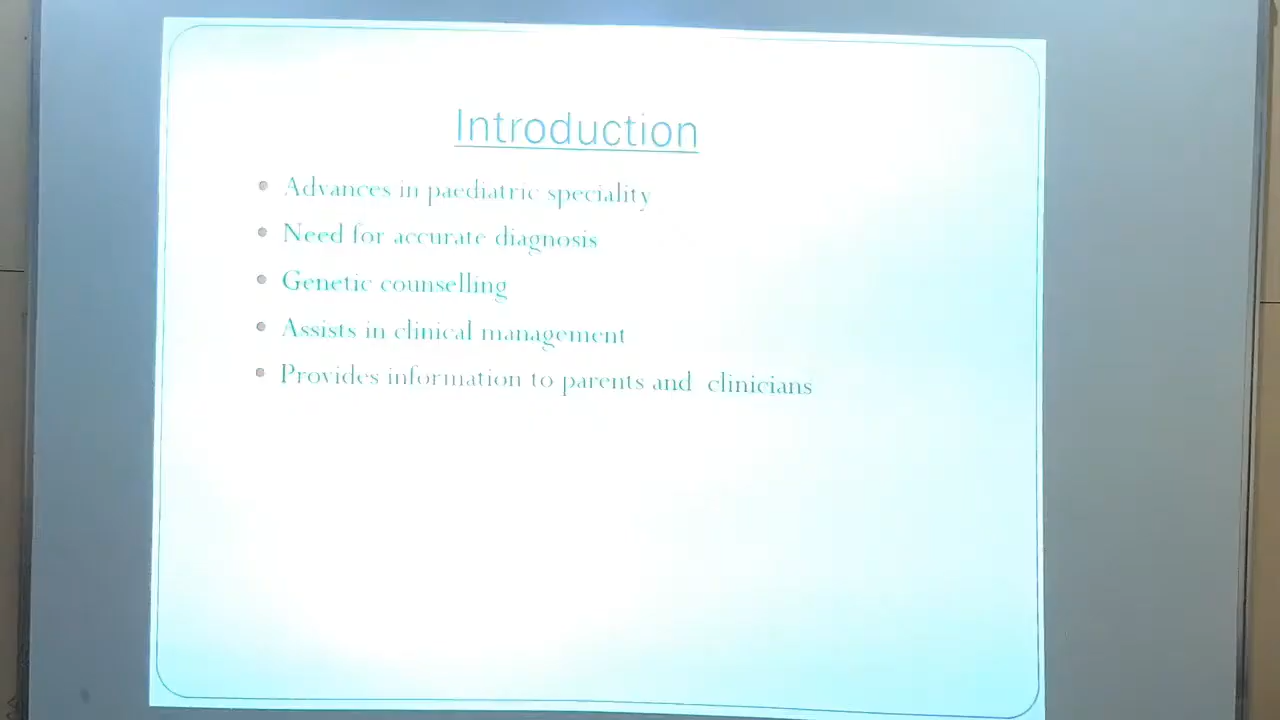 Introduction
• Advances in paediatric speciality
• Need for accurate diagnosis
• Genetic counselling
• Assists in clinical management
• Provides information to parents and clinicians